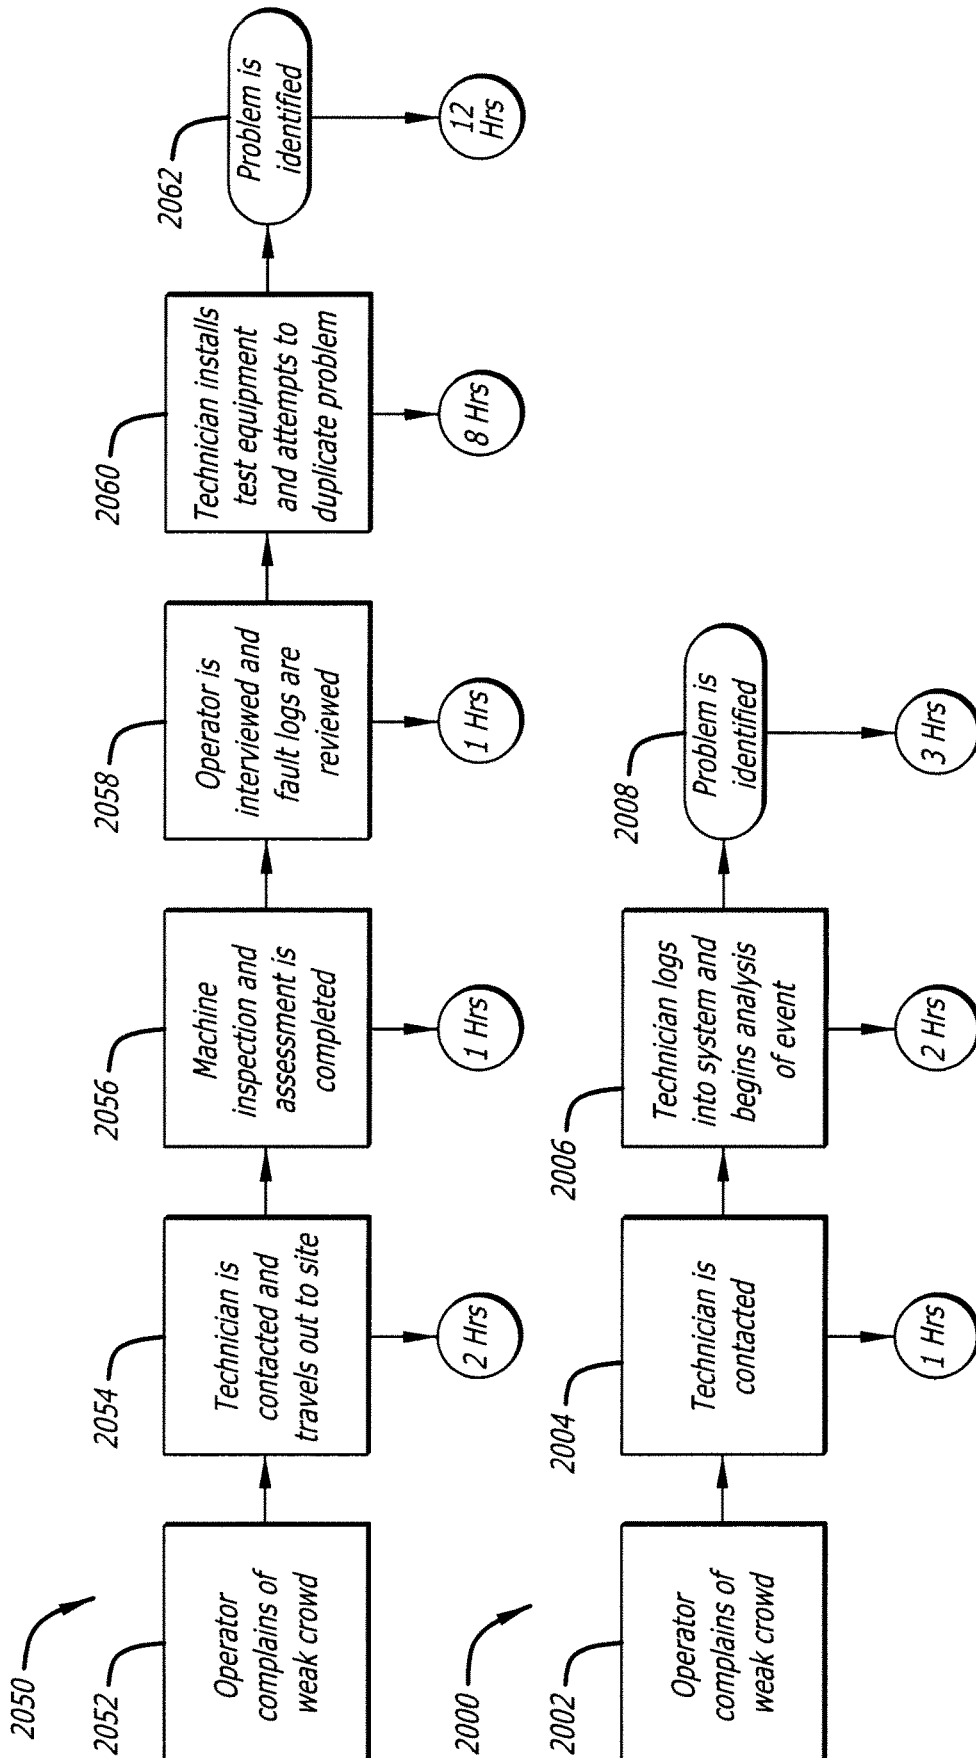 2050
2052
Operator
complains of
weak crowd
2054
Technician is
contacted and
travels out to site
2 Hrs
2056
Machine
inspection and
assessment is
completed
1 Hrs
2058
Operator is
interviewed and
fault logs are
reviewed
1 Hrs
2060
Technician installs
test equipment
and attempts to
duplicate problem
8 Hrs
2062
Problem is
identified
12
Hrs
2000
2002
Operator
complains of
weak crowd
2004
Technician is
contacted
1 Hrs
2006
Technician logs
into system and
begins analysis
of event
2 Hrs
2008
Problem is
identified
3 Hrs